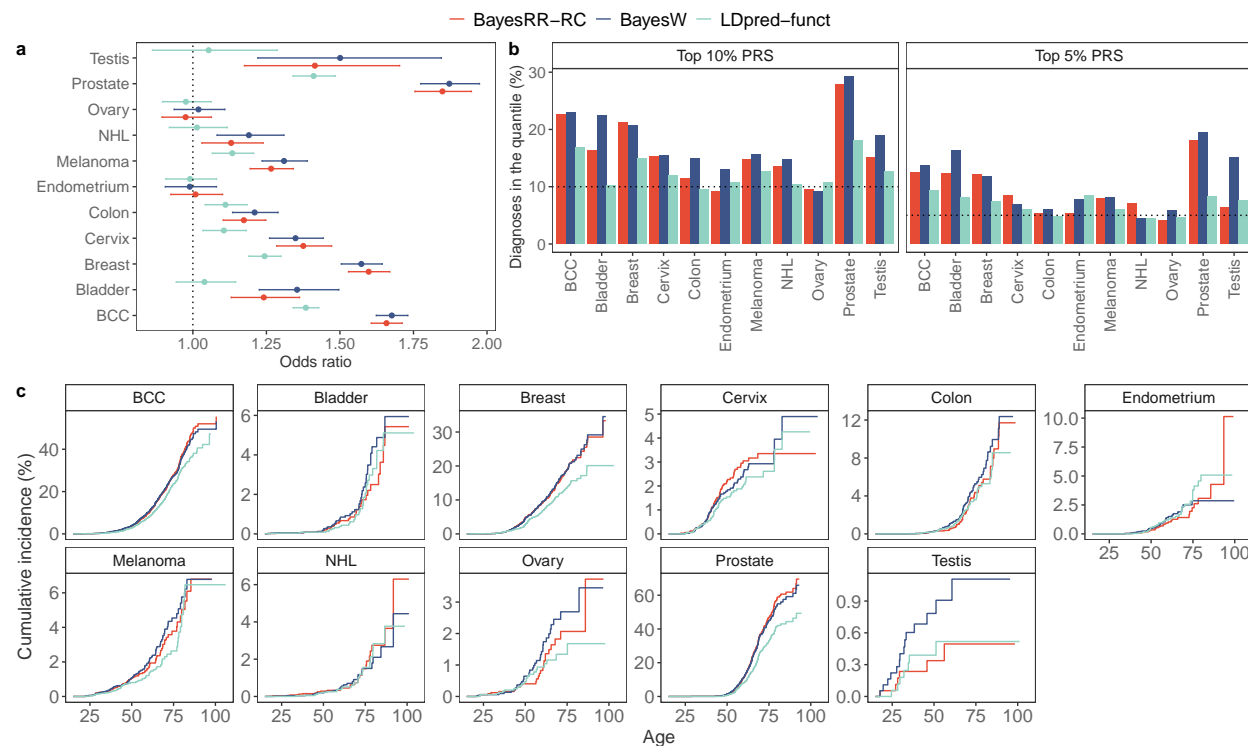 BayesRR−RC BayesW LDpred−funct
a
Testis
Prostate
Ovary
NHL
Melanoma
Endometrium
Colon
Cervix
Breast
Bladder
BCC
1.00 1.25 1.50 1.75 2.00
Odds ratio
b
Top 10% PRS Top 5% PRS
Diagnoses in the quantile (%)
30
20
10
0
BCC Bladder Breast Cervix Colon Endometrium Melanoma NHL Ovary Prostate Testis
BCC Bladder Breast Cervix Colon Endometrium Melanoma NHL Ovary Prostate Testis
c
Cumulative incidence (%)
BCC Bladder Breast Cervix Colon Endometrium
40 20 0
6 4 2 0
30 20 10 0
5 4 3 2 1 0
12 9 6 3 0
10.0 7.5 5.0 2.5 0.0
25 50 75 100
Melanoma NHL Ovary Prostate Testis
6 4 2 0
6 4 2 0
3 2 1 0
60 40 20 0
0.9 0.6 0.3 0.0
25 50 75 100 25 50 75 100 25 50 75 100 25 50 75 100 25 50 75 100
Age